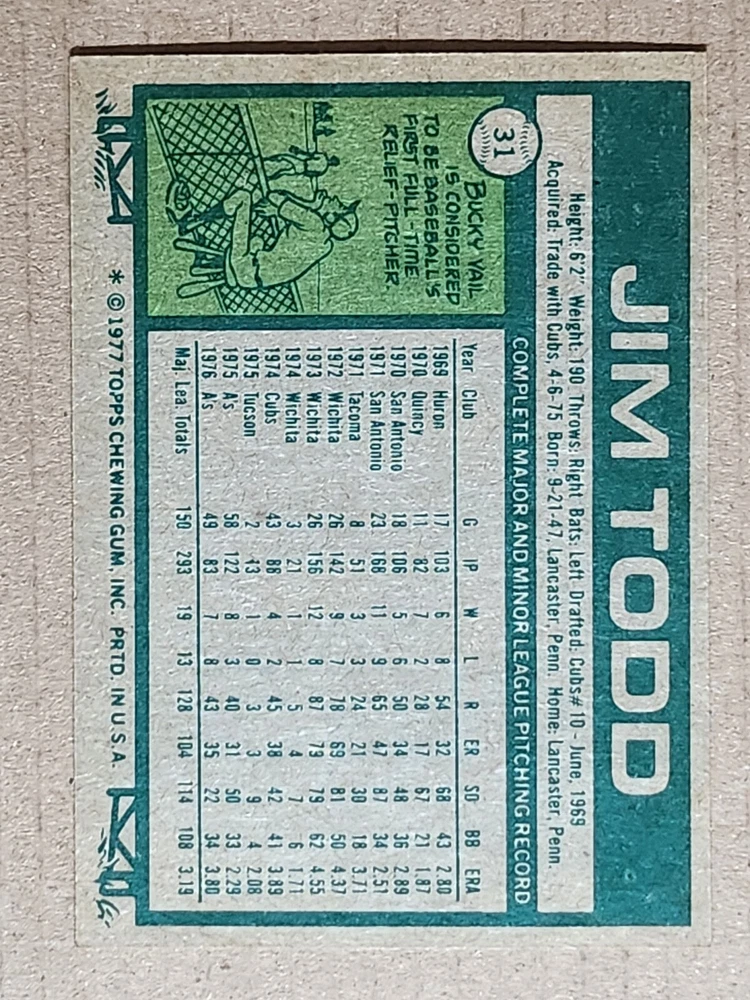 31
JIM TODD
Height: 6'2" Weight: 190 Throws: Right Bats: Left Drafted: Cubs #10 - June, 1969
Acquired: Trade with Cubs, 4-6-75 Born: 9-21-47, Lancaster, Penn. Home: Lancaster, Penn.
BUCKY VAIL
IS CONSIDERED
TO BE BASEBALL'S
FIRST FULL-TIME
RELIEF-PITCHER
COMPLETE MAJOR AND MINOR LEAGUE PITCHING RECORD
Year Club G IP W L R ER SO BB ERA
1969 Huron 17 103 6 8 54 32 68 43 2.80
1970 Quincy 11 82 7 2 28 17 67 21 1.87
1970 San Antonio 18 106 5 6 50 34 48 36 2.89
1971 San Antonio 23 168 11 9 65 47 87 34 2.51
1971 Tacoma 8 51 3 3 24 21 30 18 3.71
1972 Wichita 26 142 9 7 78 69 81 50 4.37
1973 Wichita 26 156 12 8 87 79 79 62 4.55
1974 Wichita 3 21 1 1 5 4 7 6 1.71
1974 Cubs 43 88 4 2 45 38 42 41 3.89
1975 Tucson 2 13 1 0 3 3 9 4 2.08
1975 A's 58 122 8 3 40 31 50 33 2.29
1976 A's 49 83 7 8 43 35 22 34 3.80
Maj. Lea. Totals 150 293 19 13 128 104 114 108 3.19
* © 1977 TOPPS CHEWING GUM, INC. PRTD. IN U.S.A.